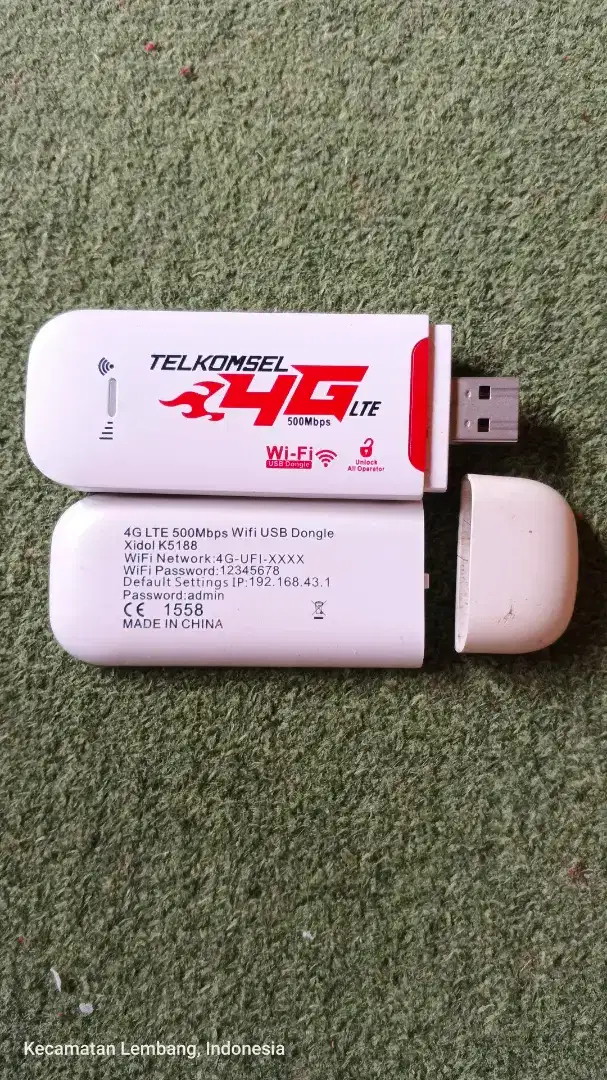 TELKOMSEL
4G LTE
500Mbps
Wi-Fi
USB Dongle
Unlock
All Operator
4G LTE 500Mbps Wifi USB Dongle
Xidol K5188
WiFi Network:4G-UFI-XXXX
WiFi Password:12345678
Default Settings IP:192.168.43.1
Password:admin
CE 1558
MADE IN CHINA
Kecamatan Lembang, Indonesia